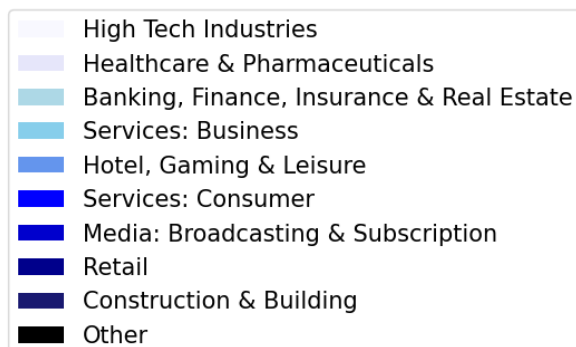 High Tech Industries
Healthcare & Pharmaceuticals
Banking, Finance, Insurance & Real Estate
Services: Business
Hotel, Gaming & Leisure
Services: Consumer
Media: Broadcasting & Subscription
Retail
Construction & Building
Other